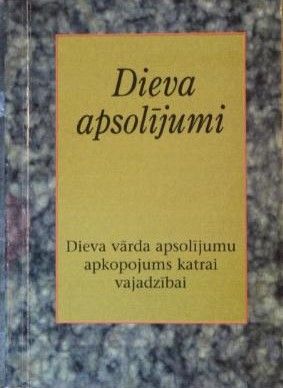 Dieva
apsolījumi
Dieva vārda apsolījumu
apkopojums katrai
vajadzībai